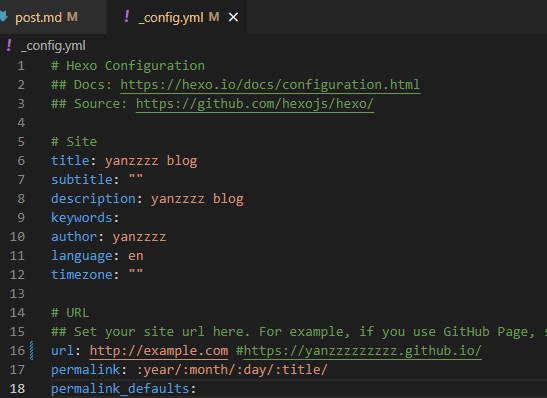 post.md M
! _config.yml M ×
! _config.yml
1 # Hexo Configuration
2 ## Docs: https://hexo.io/docs/configuration.html
3 ## Source: https://github.com/hexojs/hexo/
4
5 # Site
6 title: yanzzzz blog
7 subtitle: ""
8 description: yanzzzz blog
9 keywords:
10 author: yanzzzz
11 language: en
12 timezone: ""
13
14 # URL
15 ## Set your site url here. For example, if you use GitHub Page, s
16 url: http://example.com #https://yanzzzzzzzzz.github.io/
17 permalink: :year/:month/:day/:title/
18 permalink_defaults: